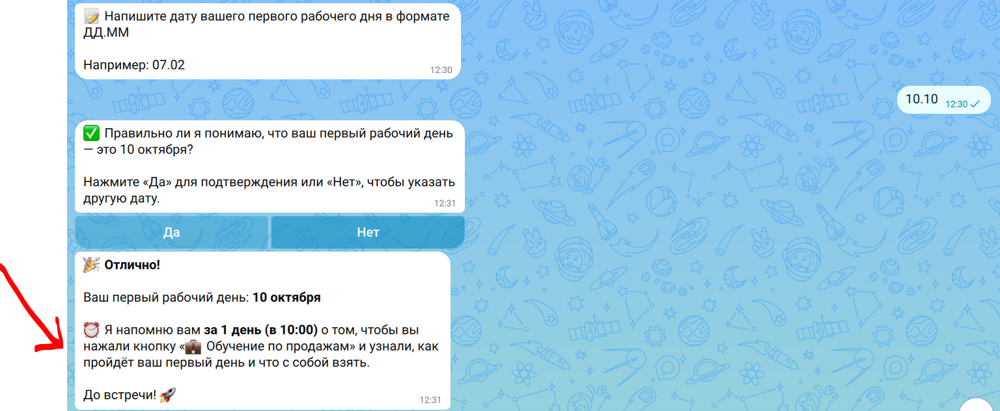 📝 Напишите дату вашего первого рабочего дня в формате
ДД.ММ
Например: 07.02
12:30
10.10 12:30
✅ Правильно ли я понимаю, что ваш первый рабочий день
— это 10 октября?
Нажмите «Да» для подтверждения или «Нет», чтобы указать
другую дату.
12:31
Да
Нет
🎉 Отлично!
Ваш первый рабочий день: 10 октября
⏰ Я напомню вам за 1 день (в 10:00) о том, чтобы вы
нажали кнопку «💼 Обучение по продажам» и узнали, как
пройдёт ваш первый день и что с собой взять.
До встречи! 🚀
12:31